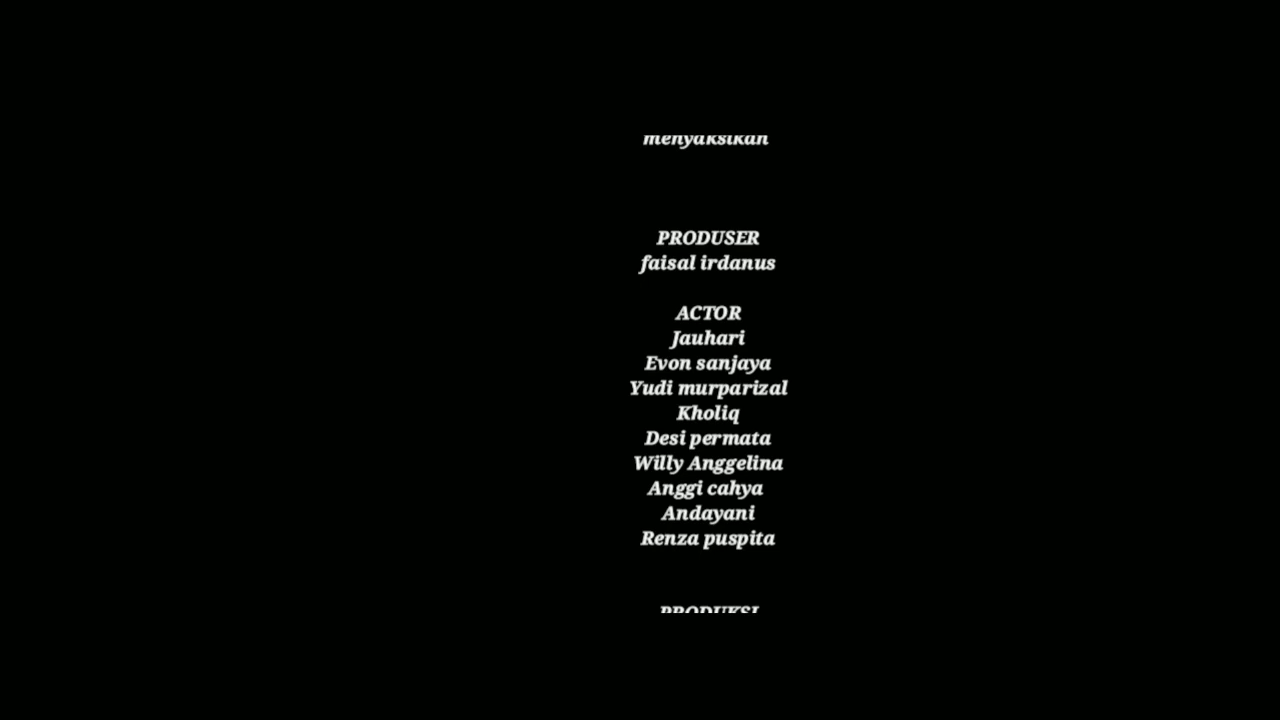 menyaksikan
PRODUSER
faisal irdanus
ACTOR
Jauhari
Evon sanjaya
Yudi murparizal
Kholiq
Desi permata
Willy Anggelina
Anggi cahya
Andayani
Renza puspita
PRODUKSI